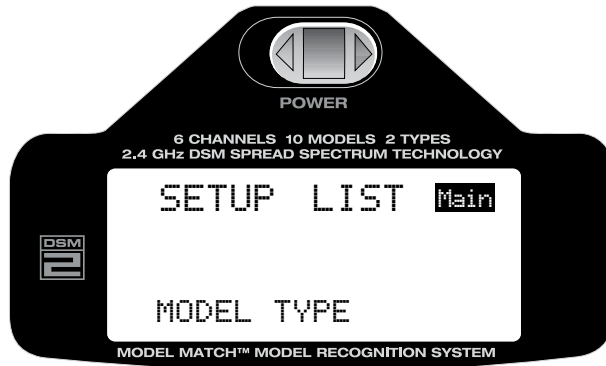 POWER
6 CHANNELS 10 MODELS 2 TYPES
2.4 GHz DSM SPREAD SPECTRUM TECHNOLOGY
SETUP LIST Main
DSM
2
MODEL TYPE
MODEL MATCH™ MODEL RECOGNITION SYSTEM